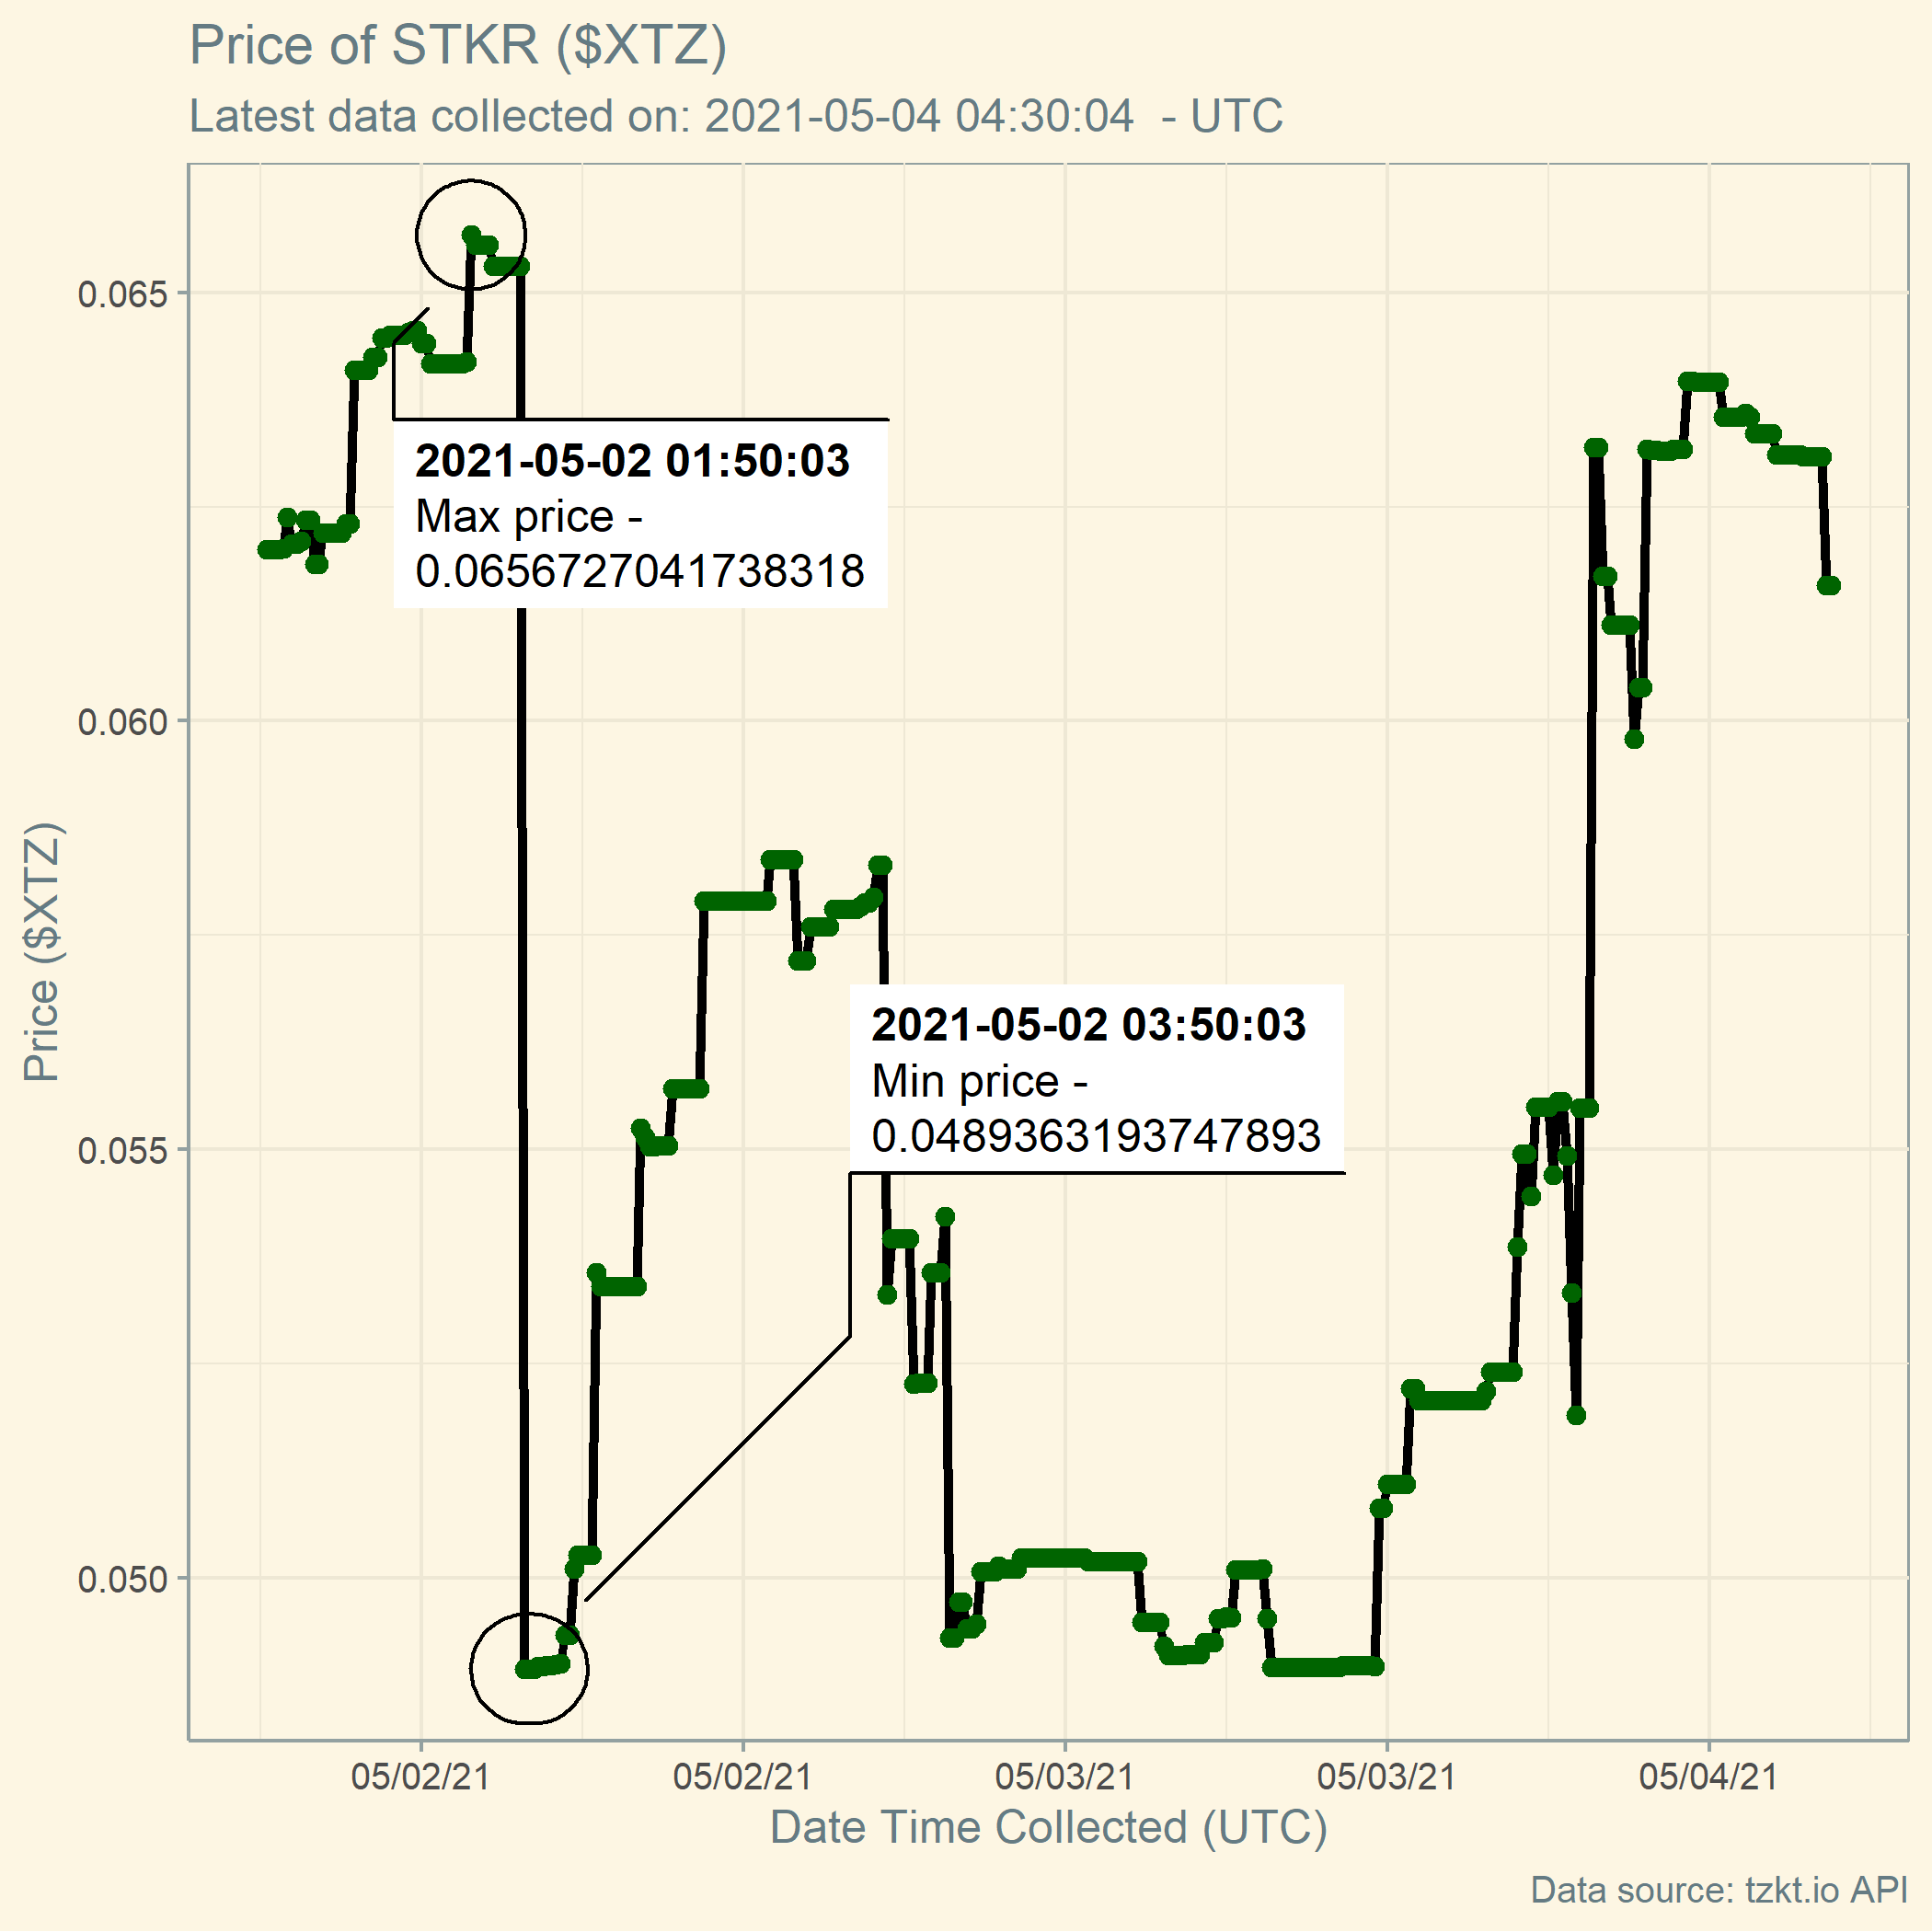 Price of STKR ($XTZ)
Latest data collected on: 2021-05-04 04:30:04  - UTC
Price ($XTZ)
0.065
0.060
0.055
0.050
2021-05-02 01:50:03
Max price -
0.0656727041738318
2021-05-02 03:50:03
Min price -
0.0489363193747893
05/02/21
05/02/21
05/03/21
05/03/21
05/04/21
Date Time Collected (UTC)
Data source: tzkt.io API